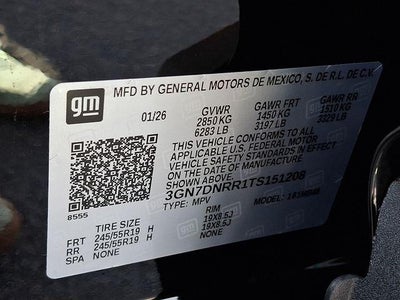 gm
MFD BY GENERAL MOTORS DE MEXICO, S. DE R.L. DE C.V.
01/26 GVWR GAWR FRT GAWR RR
2850 KG 1450 KG 1510 KG
6283 LB 3197 LB 3329 LB
THIS VEHICLE CONFORMS TO ALL
APPLICABLE U.S. FEDERAL MOTOR
VEHICLE SAFETY STANDARDS IN EFFECT
ON THE DATE OF MANUFACTURE
3GN7DNRR1TS151208
TYPE: MPV MODEL:
8555
TIRE SIZE RIM
FRT 245/55R19 H 19X8.5J
RR 245/55R19 H 19X8.5J
SPA NONE NONE